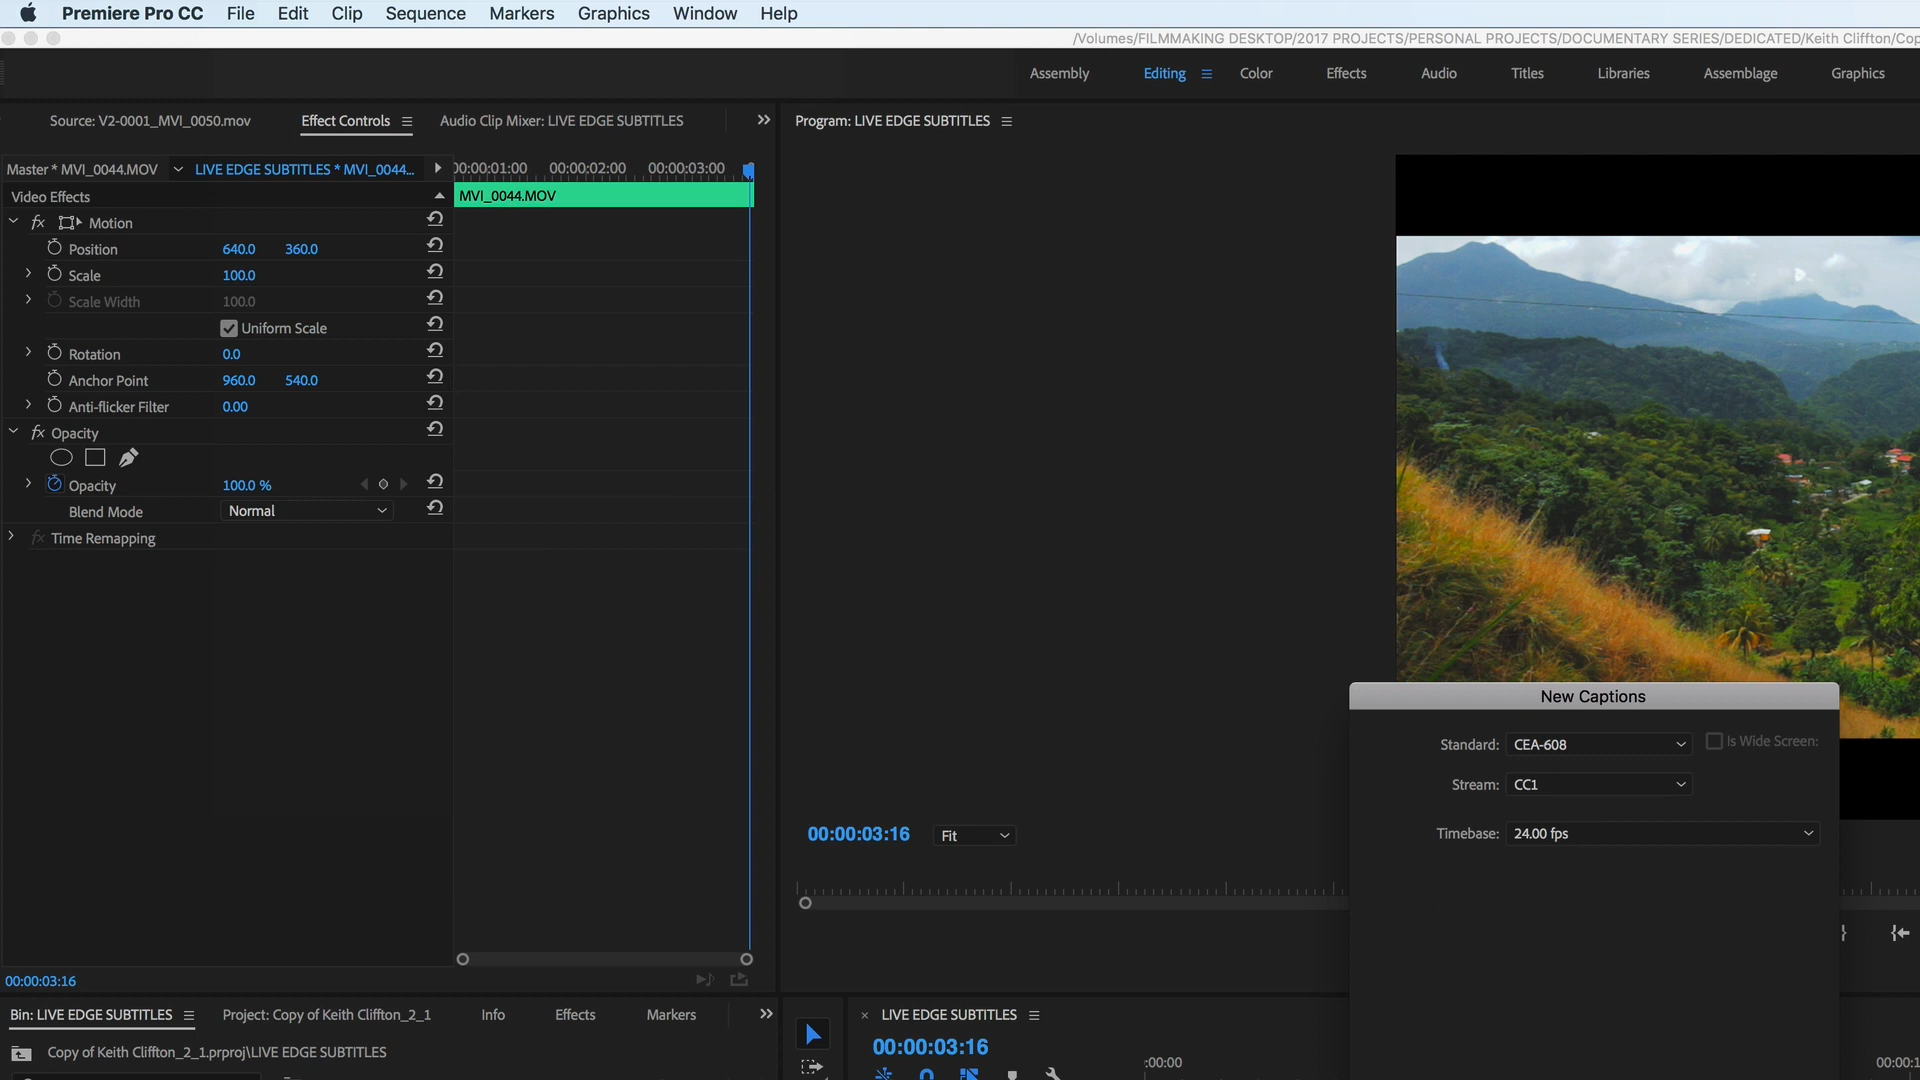 Premiere Pro CC File Edit Clip Sequence Markers Graphics Window Help
/Volumes/FILMMAKING DESKTOP/2017 PROJECTS/PERSONAL PROJECTS/DOCUMENTARY SERIES/DEDICATED/Keith Cliffton/Cop
Assembly Editing Color Effects Audio Titles Libraries Assemblage Graphics
Source: V2-0001_MVI_0050.mov Effect Controls Audio Clip Mixer: LIVE EDGE SUBTITLES
Program: LIVE EDGE SUBTITLES
Master * MVI_0044.MOV LIVE EDGE SUBTITLES * MVI_0044... 00:00:01:00 00:00:02:00 00:00:03:00
Video Effects MVI_0044.MOV
fx Motion
Position 640.0 360.0
Scale 100.0
Scale Width 100.0
Uniform Scale
Rotation 0.0
Anchor Point 960.0 540.0
Anti-flicker Filter 0.00
fx Opacity
Opacity 100.0 %
Blend Mode Normal
fx Time Remapping
New Captions
Standard: CEA-608 Is Wide Screen:
Stream: CC1
Timebase: 24.00 fps
00:00:03:16 Fit
00:00:03:16
Bin: LIVE EDGE SUBTITLES Project: Copy of Keith Cliffton_2_1 Info Effects Markers
Copy of Keith Cliffton_2_1.prproj\LIVE EDGE SUBTITLES
× LIVE EDGE SUBTITLES
00:00:03:16
:00:00 00:00:1